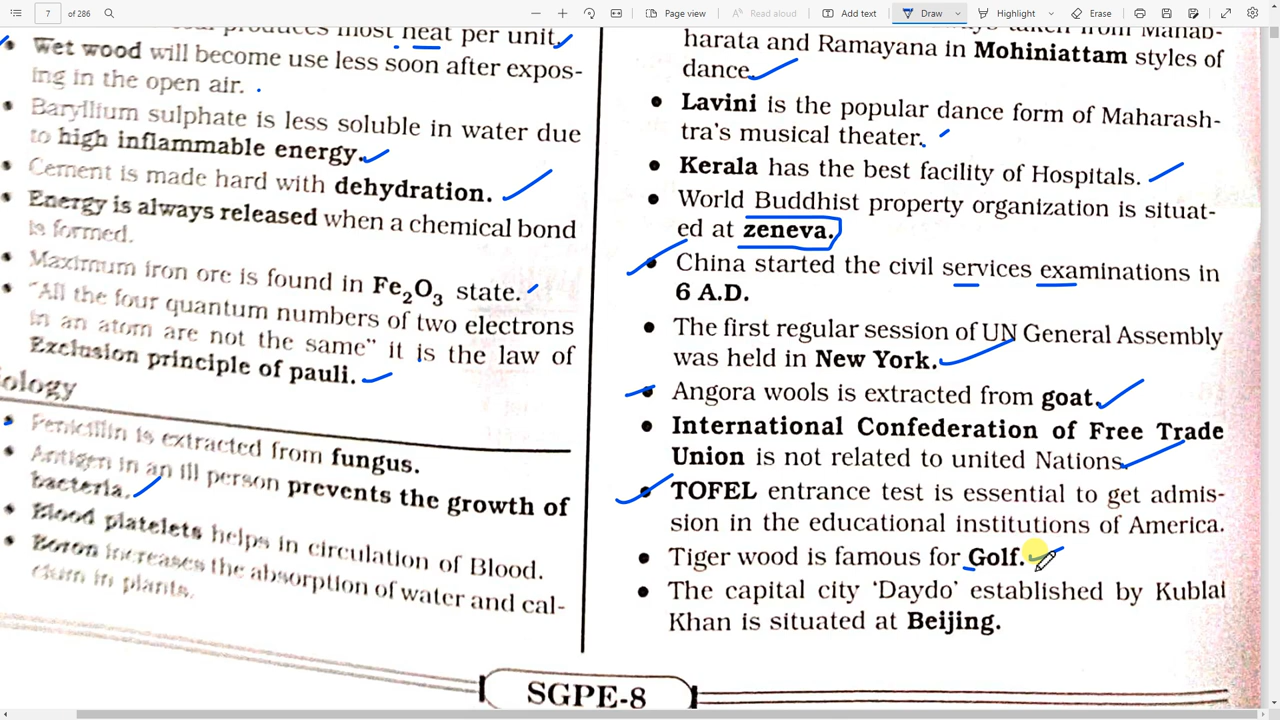 7 of 286
Page view
Read aloud
Add text
Draw
Highlight
Erase
produces most heat per unit.
Wet wood will become use less soon after expos-
ing in the open air.
Baryllium sulphate is less soluble in water due
to high inflammable energy.
Cement is made hard with dehydration.
Energy is always released when a chemical bond
is formed.
Maximum iron ore is found in Fe2O3 state.
"All the four quantum numbers of two electrons
in an atom are not the same" it is the law of
Exclusion principle of pauli.
ology
Penicillin is extracted from fungus.
Antigen in an ill person prevents the growth of
bacteria.
Blood platelets helps in circulation of Blood.
Boron increases the absorption of water and cal-
cium in plants.
taken from Mahab-
harata and Ramayana in Mohiniattam styles of
dance.
Lavini is the popular dance form of Maharash-
tra's musical theater.
Kerala has the best facility of Hospitals.
World Buddhist property organization is situat-
ed at zeneva.
China started the civil services examinations in
6 A.D.
The first regular session of UN General Assembly
was held in New York.
Angora wools is extracted from goat.
International Confederation of Free Trade
Union is not related to united Nations.
TOFEL entrance test is essential to get admis-
sion in the educational institutions of America.
Tiger wood is famous for Golf.
The capital city 'Daydo' established by Kublai
Khan is situated at Beijing.
SGPE-8